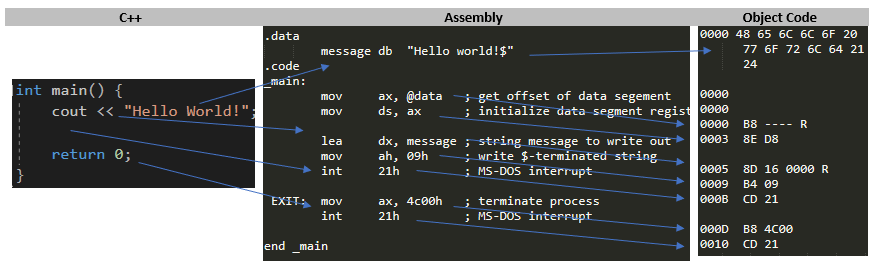 C++
Assembly
Object Code
int main() {
cout << "Hello World!";
return 0;
}
.data
message db "Hello world!$"
.code
_main:
mov ax, @data ; get offset of data segement
mov ds, ax ; initialize data segment regist
lea dx, message ; string message to write out
mov ah, 09h ; write $-terminated string
int 21h ; MS-DOS interrupt
EXIT: mov ax, 4c00h ; terminate process
int 21h ; MS-DOS interrupt
end _main
0000 48 65 6C 6C 6F 20
77 6F 72 6C 64 21
24
0000
0000
0000 B8 ---- R
0003 8E D8
0005 8D 16 0000 R
0009 B4 09
000B CD 21
000D B8 4C00
0010 CD 21